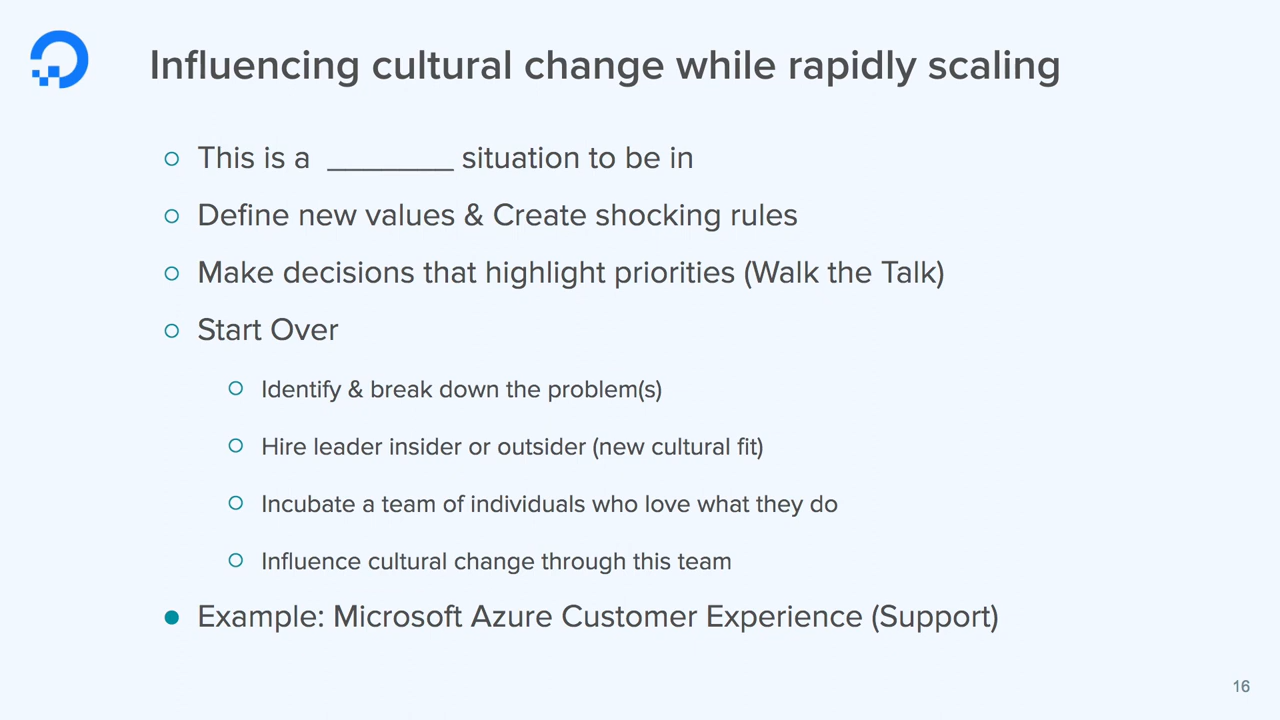 Influencing cultural change while rapidly scaling
This is a _______ situation to be in
Define new values & Create shocking rules
Make decisions that highlight priorities (Walk the Talk)
Start Over
Identify & break down the problem(s)
Hire leader insider or outsider (new cultural fit)
Incubate a team of individuals who love what they do
Influence cultural change through this team
Example: Microsoft Azure Customer Experience (Support)
16